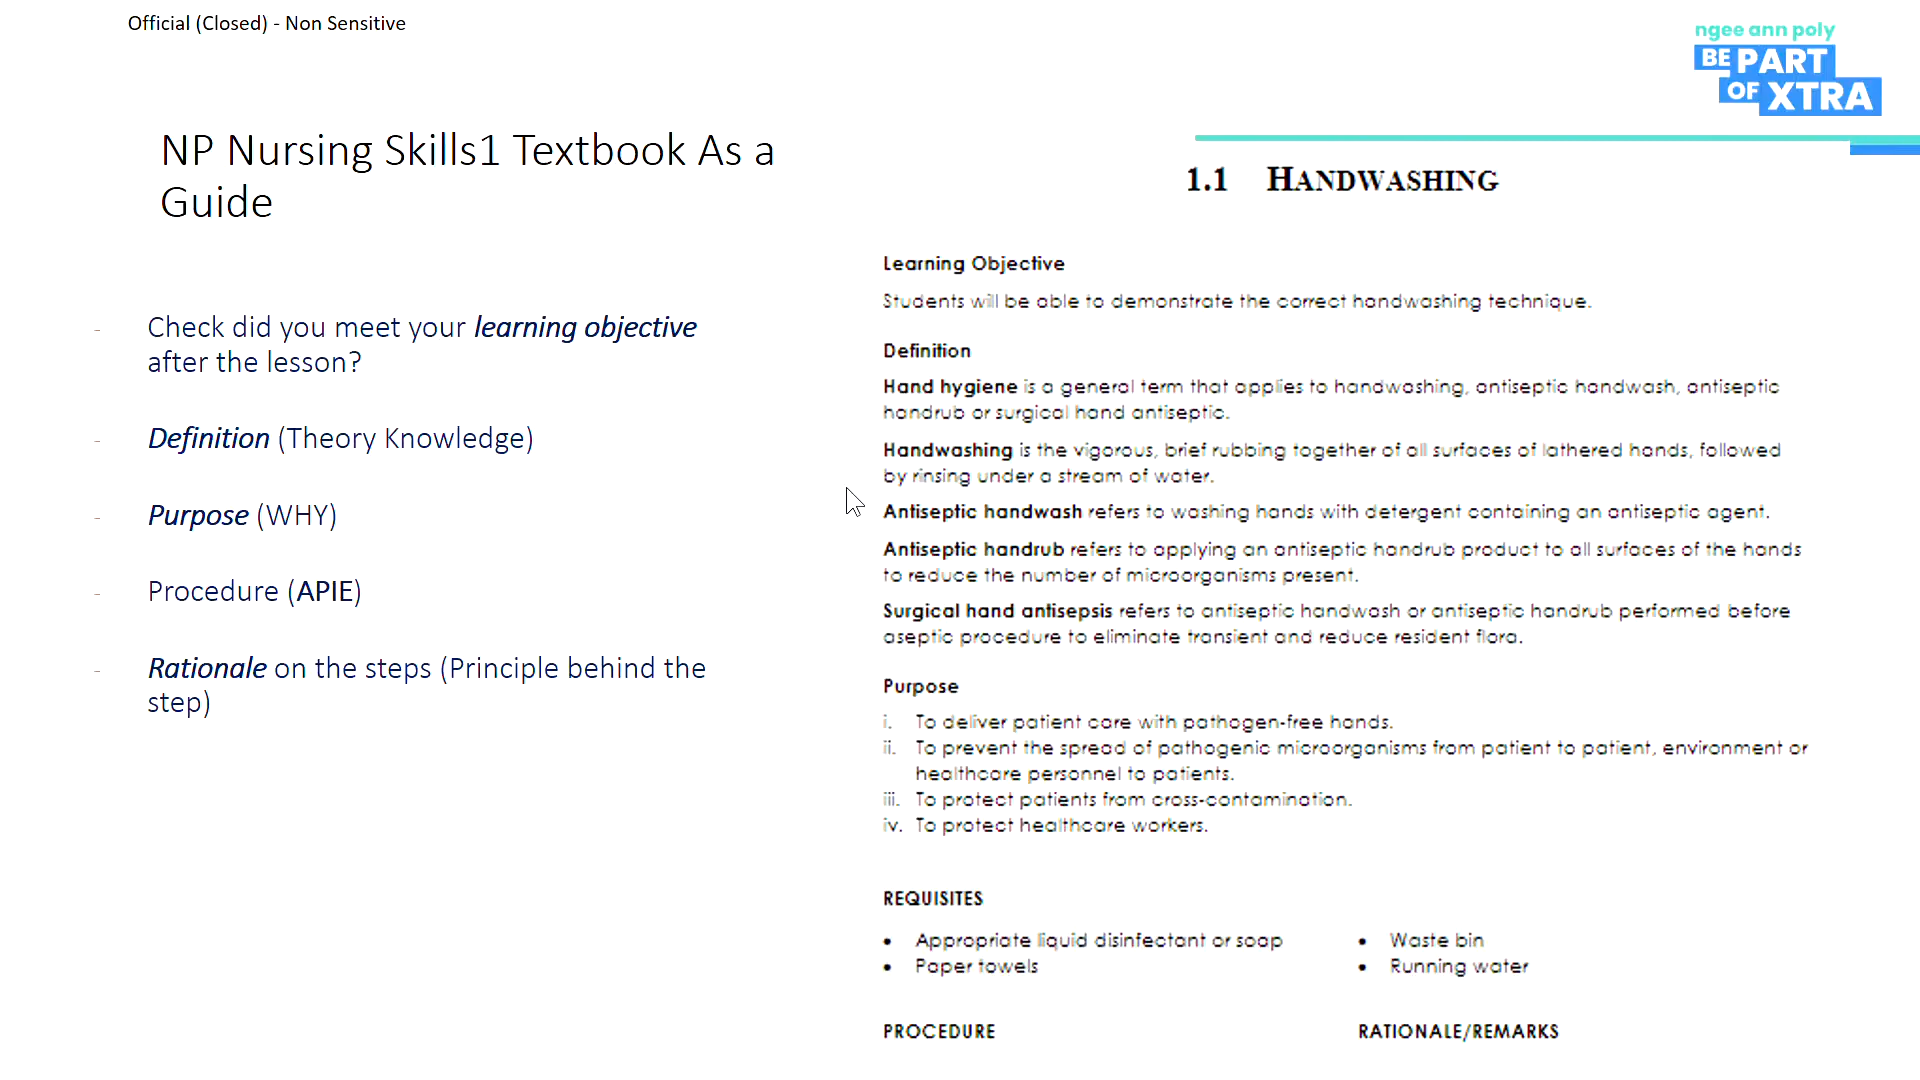 Official (Closed) - Non Sensitive
ngee ann poly
BE PART
OF XTRA
NP Nursing Skills1 Textbook As a
Guide
- Check did you meet your learning objective
after the lesson?
- Definition (Theory Knowledge)
- Purpose (WHY)
- Procedure (APIE)
- Rationale on the steps (Principle behind the
step)
1.1 HANDWASHING
Learning Objective
Students will be able to demonstrate the correct handwashing technique.
Definition
Hand hygiene is a general term that applies to handwashing, antiseptic handwash, antiseptic
handrub or surgical hand antiseptic.
Handwashing is the vigorous, brief rubbing together of all surfaces of lathered hands, followed
by rinsing under a stream of water.
Antiseptic handwash refers to washing hands with detergent containing an antiseptic agent.
Antiseptic handrub refers to applying an antiseptic handrub product to all surfaces of the hands
to reduce the number of microorganisms present.
Surgical hand antisepsis refers to antiseptic handwash or antiseptic handrub performed before
aseptic procedure to eliminate transient and reduce resident flora.
Purpose
i. To deliver patient care with pathogen-free hands.
ii. To prevent the spread of pathogenic microorganisms from patient to patient, environment or
healthcare personnel to patients.
iii. To protect patients from cross-contamination.
iv. To protect healthcare workers.
REQUISITES
• Appropriate liquid disinfectant or soap
• Paper towels
• Waste bin
• Running water
PROCEDURE
RATIONALE/REMARKS